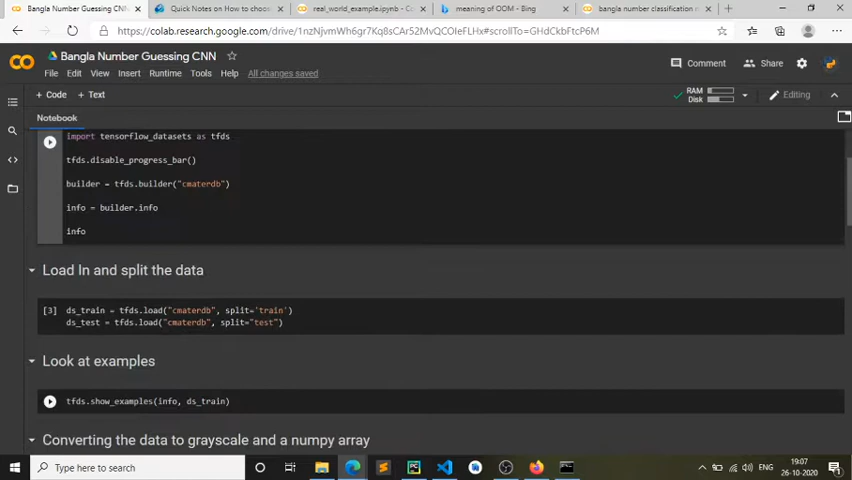 Bangla Number Guessing CNN
Quick Notes on How to choose
real_world_example.ipynb - Co
meaning of OOM - Bing
bangla number classification m
https://colab.research.google.com/drive/1nzNjvmWh6gr7Kq8vaSvNVCOIeFLHx#scrollTo=GHdCkbFtcP6M
Bangla Number Guessing CNN
Comment
Share
File Edit View Insert Runtime Tools Help All changes saved
+ Code + Text
RAM
Disk
Editing
Notebook
import tensorflow_datasets as tfds
tfds.disable_progress_bar()
builder = tfds.builder("cmaterdb")
info = builder.info
info
Load In and split the data
[3] ds_train = tfds.load("cmaterdb", split='train')
ds_test = tfds.load("cmaterdb", split="test")
Look at examples
tfds.show_examples(info, ds_train)
Converting the data to grayscale and a numpy array
Type here to search
ENG
19:07
26-10-2020